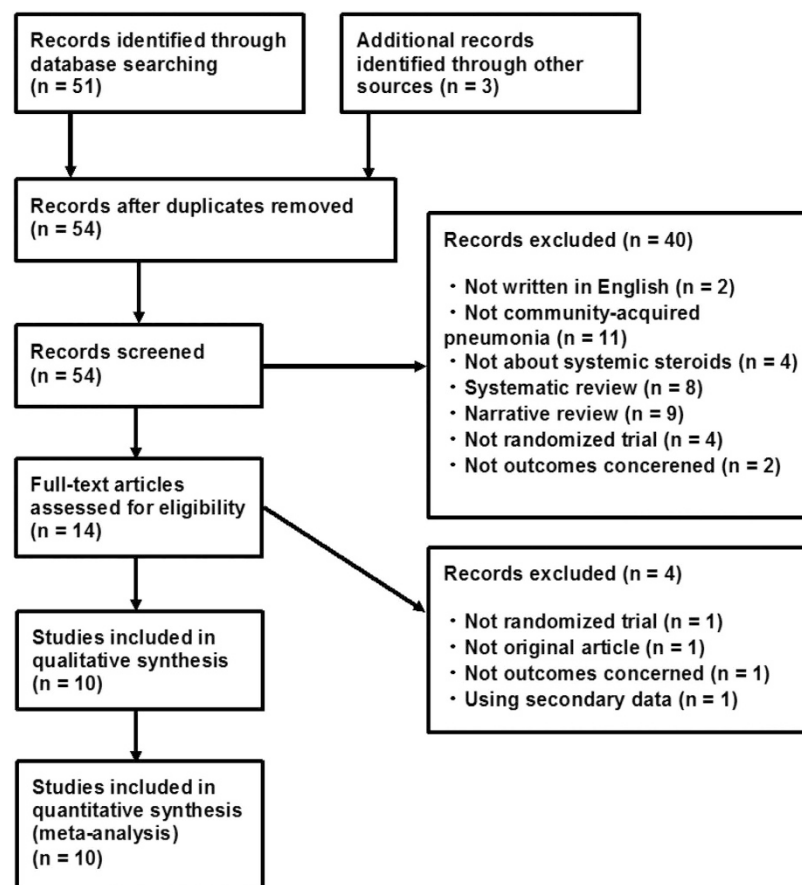 Records identified through
database searching
(n = 51)
Additional records
identified through other
sources (n = 3)
Records after duplicates removed
(n = 54)
Records screened
(n = 54)
Records excluded (n = 40)
・Not written in English (n = 2)
・Not community-acquired
pneumonia (n = 11)
・Not about systemic steroids (n = 4)
・Systematic review (n = 8)
・Narrative review (n = 9)
・Not randomized trial (n = 4)
・Not outcomes concerened (n = 2)
Full-text articles
assessed for eligibility
(n = 14)
Records excluded (n = 4)
・Not randomized trial (n = 1)
・Not original article (n = 1)
・Not outcomes concerned (n = 1)
・Using secondary data (n = 1)
Studies included in
qualitative synthesis
(n = 10)
Studies included in
quantitative synthesis
(meta-analysis)
(n = 10)